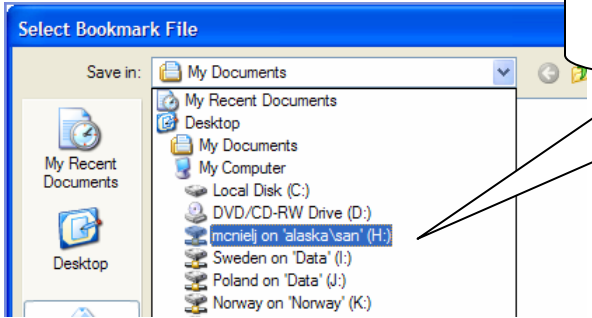 Select Bookmark File
Save in: My Documents
My Recent Documents
Desktop
My Documents
My Computer
Local Disk (C:)
DVD/CD-RW Drive (D:)
mcnielj on 'alaska\san' (H:)
Sweden on 'Data' (I:)
Poland on 'Data' (J:)
Norway on 'Norway' (K:)
My Recent
Documents
Desktop